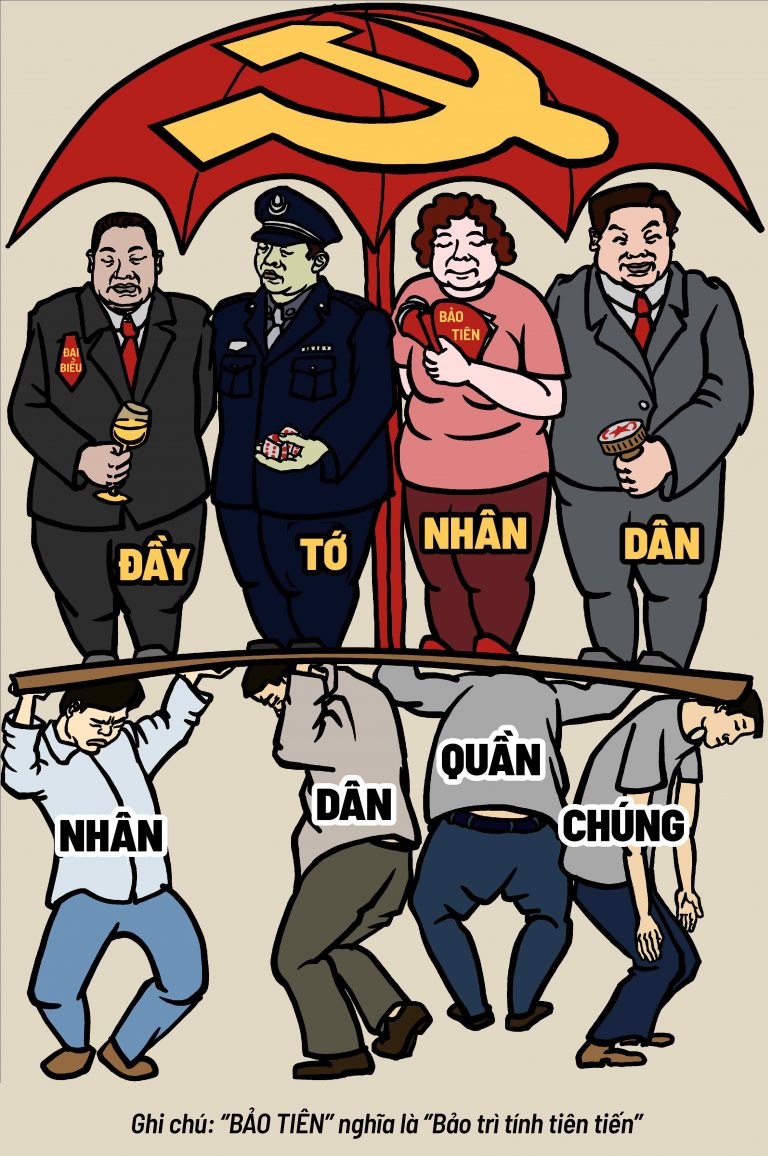 ĐẠI
BIỂU
BẢO
TIÊN
ĐẦY TỚ NHÂN DÂN
NHÂN DÂN QUẦN CHÚNG
Ghi chú: “BẢO TIÊN” nghĩa là “Bảo trì tính tiên tiến”